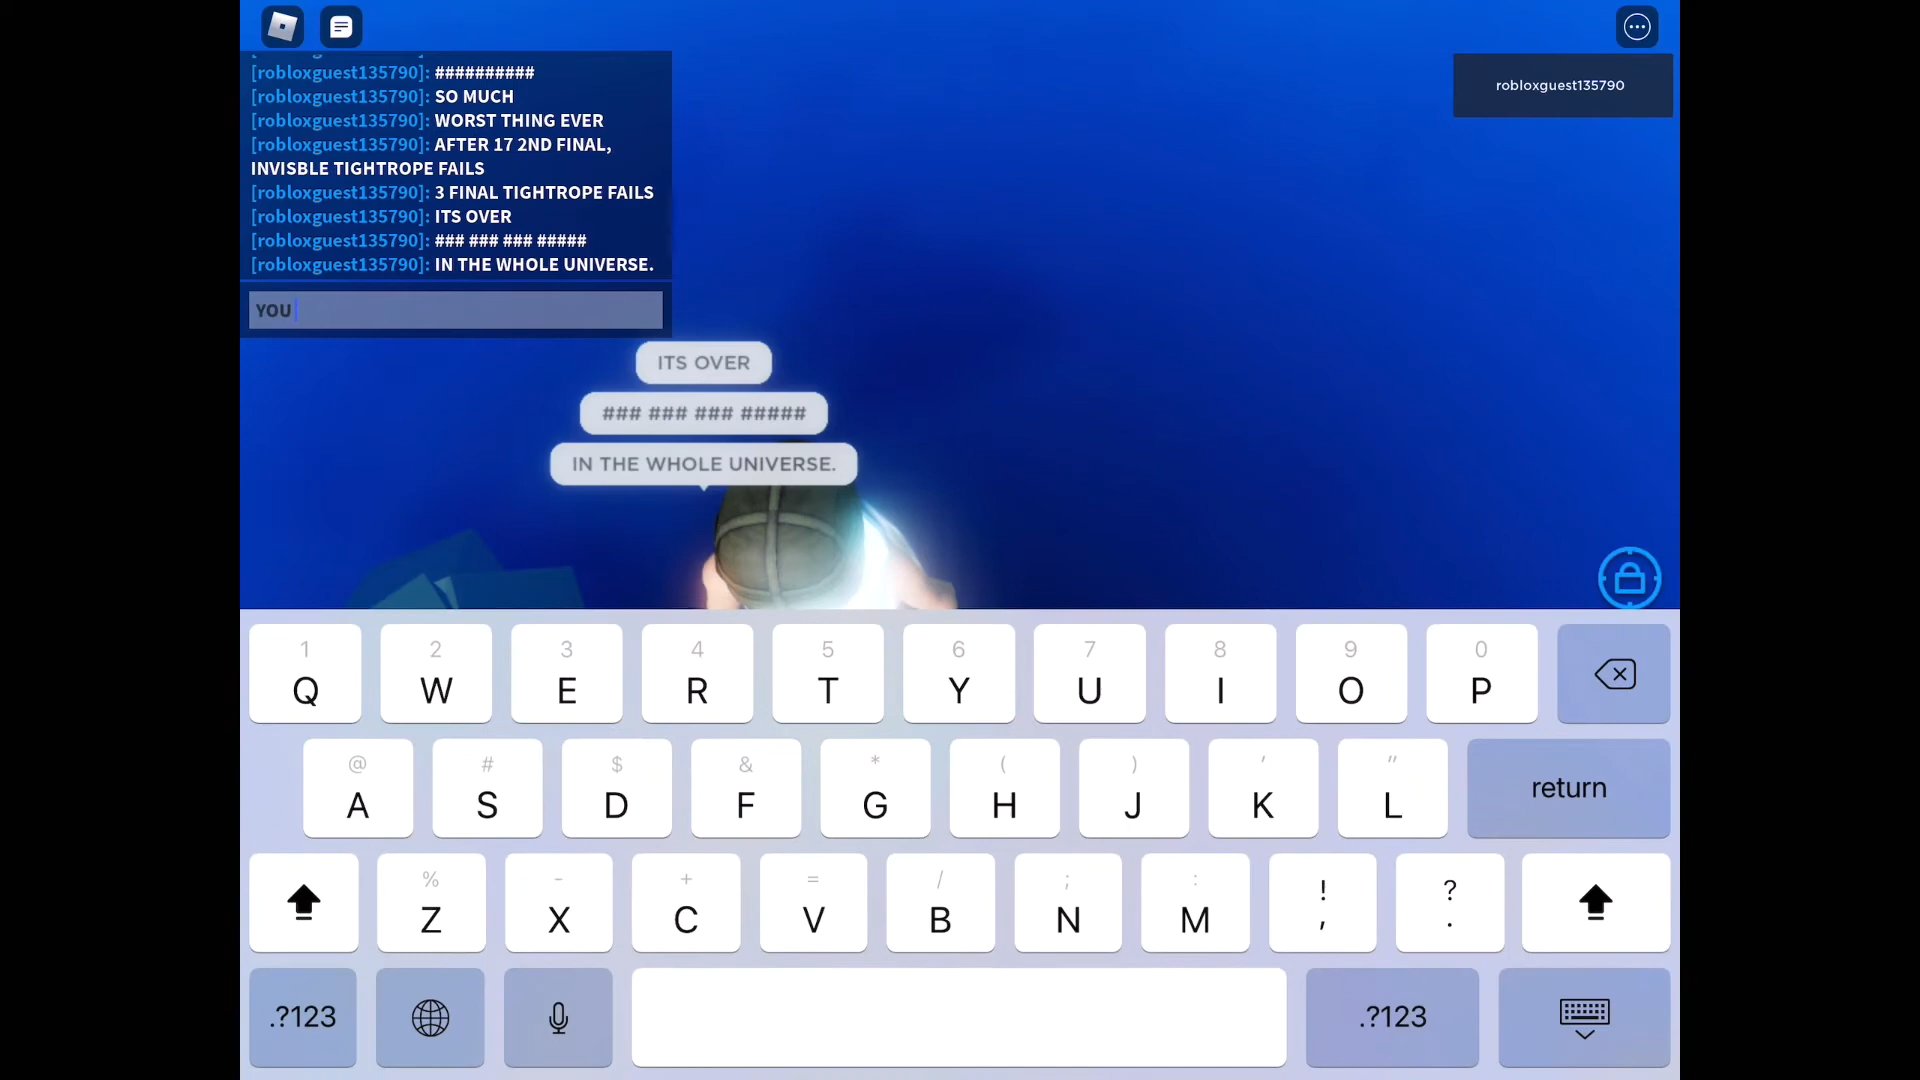 [robloxguest135790]: ##########
[robloxguest135790]: SO MUCH
[robloxguest135790]: WORST THING EVER
[robloxguest135790]: AFTER 17 2ND FINAL,
INVISBLE TIGHTROPE FAILS
[robloxguest135790]: 3 FINAL TIGHTROPE FAILS
[robloxguest135790]: ITS OVER
[robloxguest135790]: ### ### ### #####
[robloxguest135790]: IN THE WHOLE UNIVERSE.
YOU
robloxguest135790
ITS OVER
### ### ### #####
IN THE WHOLE UNIVERSE.
1 2 3 4 5 6 7 8 9 0
Q W E R T Y U I O P
@ # $ & * ( ) ' "
A S D F G H J K L return
% - + = / ; : ! ?
Z X C V B N M , .
.?123 .?123